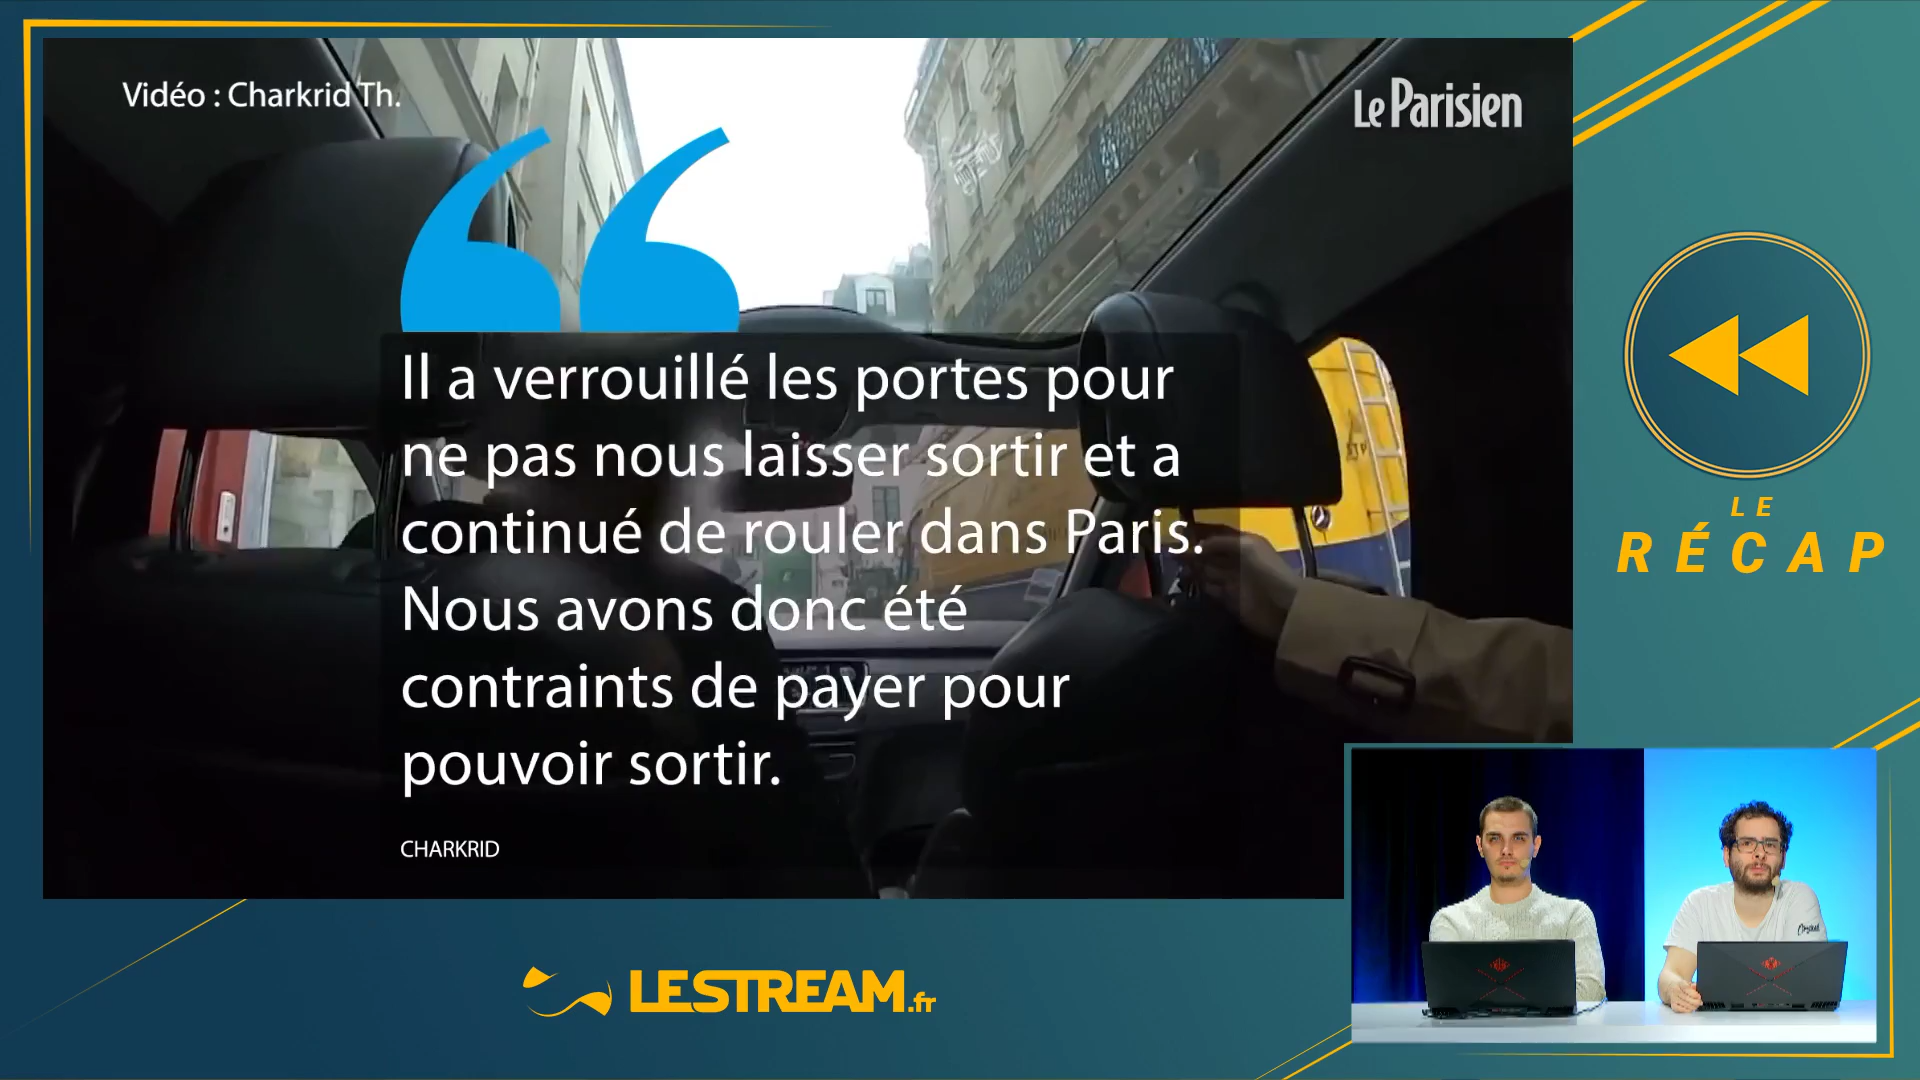 Vidéo : Charkrid Th.
Le Parisien
Il a verrouillé les portes pour
ne pas nous laisser sortir et a
continué de rouler dans Paris.
Nous avons donc été
contraints de payer pour
pouvoir sortir.
CHARKRID
LE
RÉCAP
LESTREAM.fr